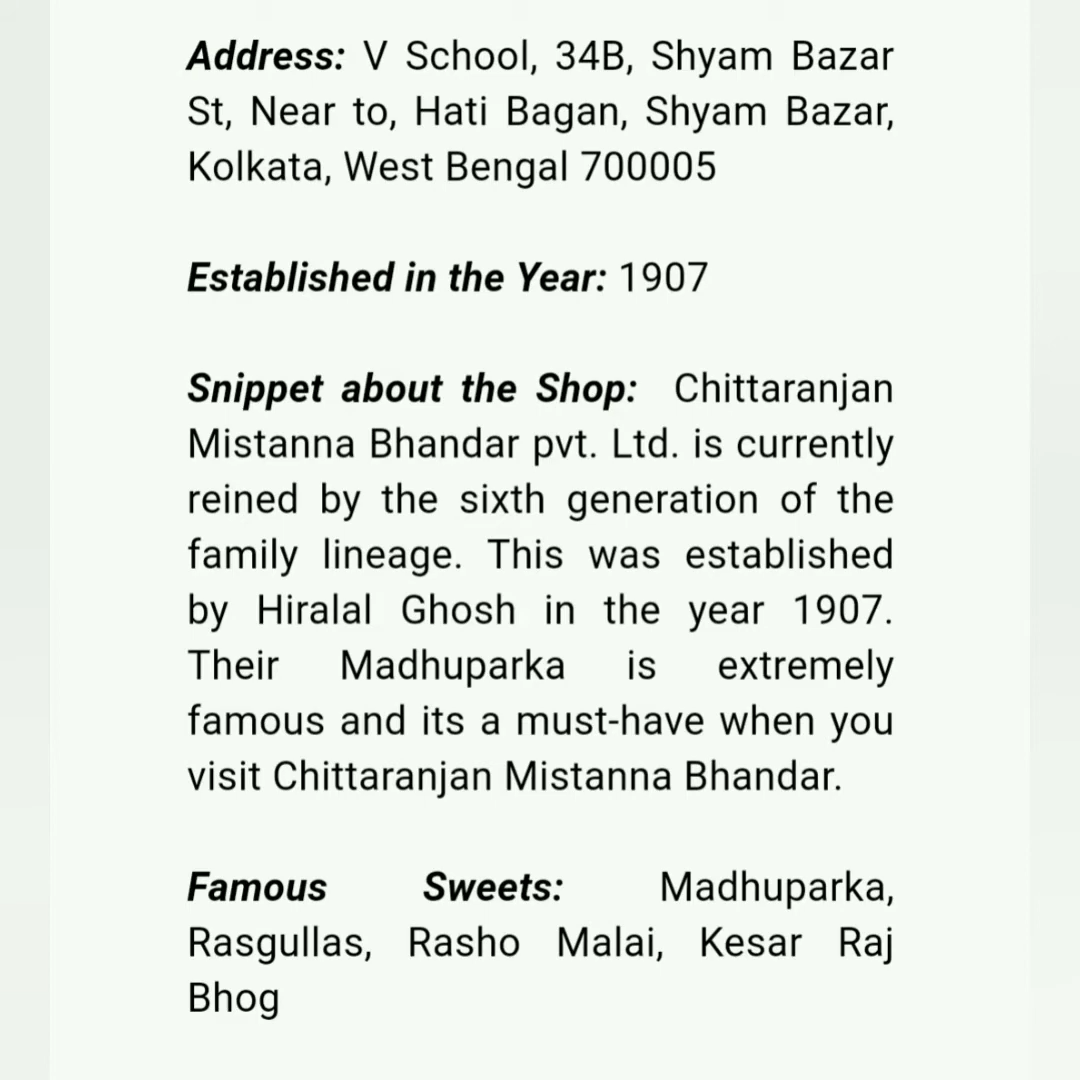 Address: V School, 34B, Shyam Bazar
St, Near to, Hati Bagan, Shyam Bazar,
Kolkata, West Bengal 700005
Established in the Year: 1907
Snippet about the Shop: Chittaranjan
Mistanna Bhandar pvt. Ltd. is currently
reined by the sixth generation of the
family lineage. This was established
by Hiralal Ghosh in the year 1907.
Their Madhuparka is extremely
famous and its a must-have when you
visit Chittaranjan Mistanna Bhandar.
Famous Sweets: Madhuparka,
Rasgullas, Rasho Malai, Kesar Raj
Bhog